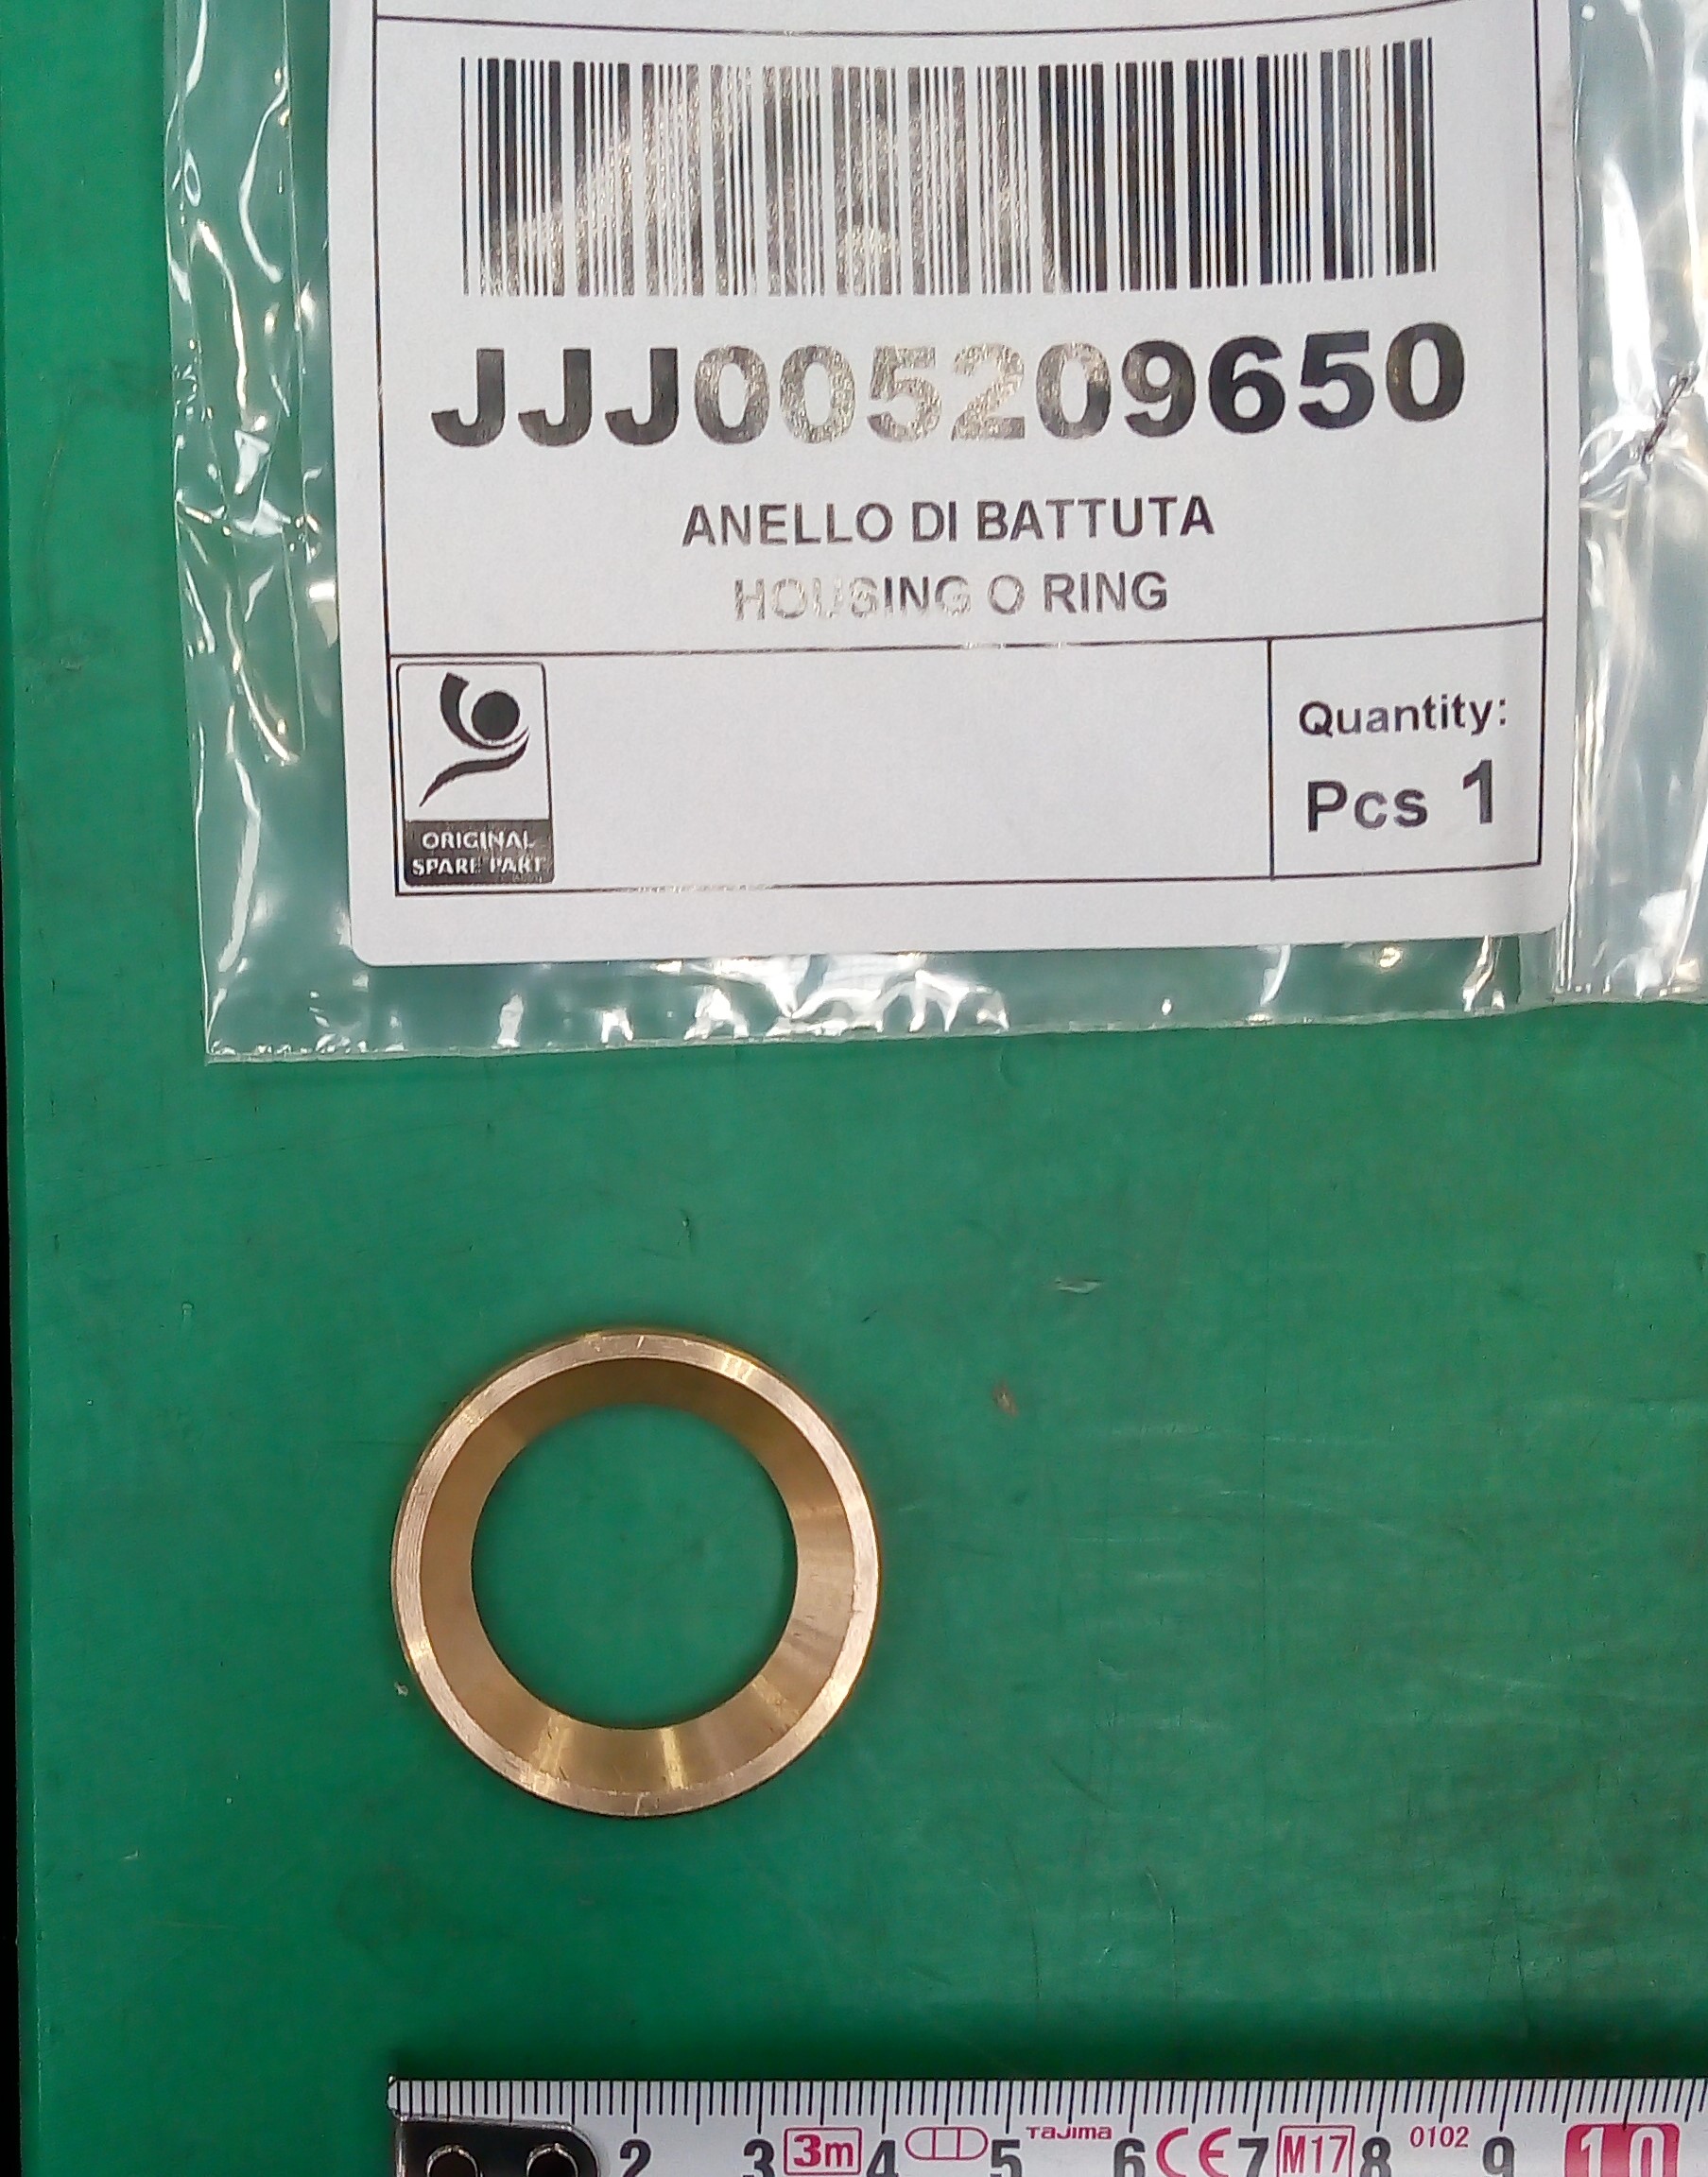 JJJ005209650
ANELLO DI BATTUTA
HOUSING O RING
ORIGINAL
SPARE PART
Quantity:
Pcs 1
2 3 3m 4 5 Tajima 6 CE 7 M17 8 0102 9 10